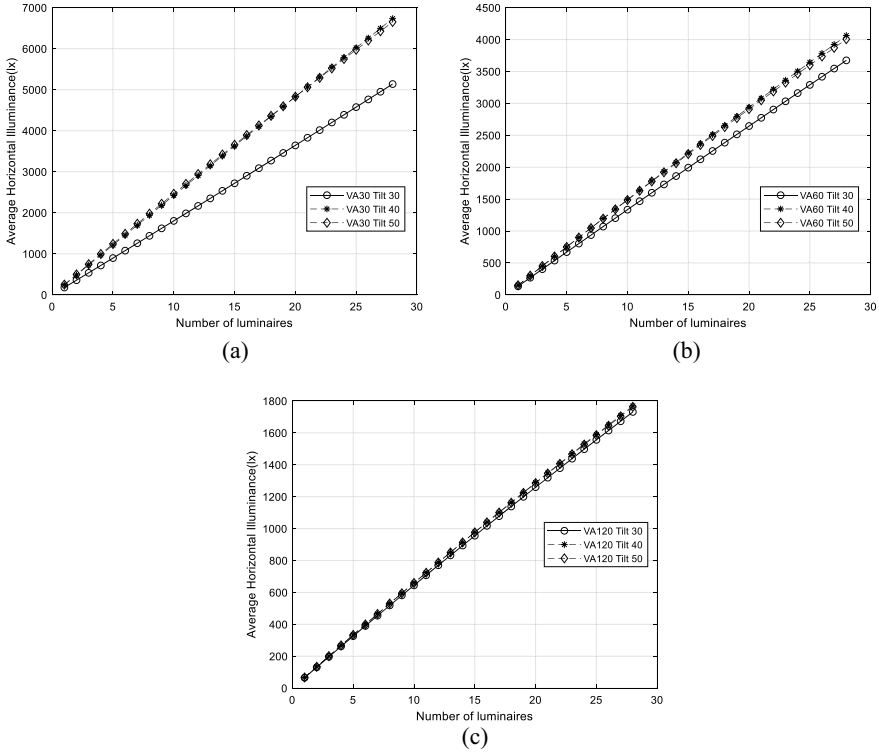 7000
6000
5000
4000
3000
2000
1000
0
Average Horizontal Illuminance(lx)
VA30 Tilt 30
VA30 Tilt 40
VA30 Tilt 50
0 5 10 15 20 25 30
Number of luminaires
(a)
4500
4000
3500
3000
2500
2000
1500
1000
500
0
Average Horizontal Illuminance(lx)
VA60 Tilt 30
VA60 Tilt 40
VA60 Tilt 50
0 5 10 15 20 25 30
Number of luminaires
(b)
1800
1600
1400
1200
1000
800
600
400
200
0
Average Horizontal Illuminance(lx)
VA120 Tilt 30
VA120 Tilt 40
VA120 Tilt 50
0 5 10 15 20 25 30
Number of luminaires
(c)